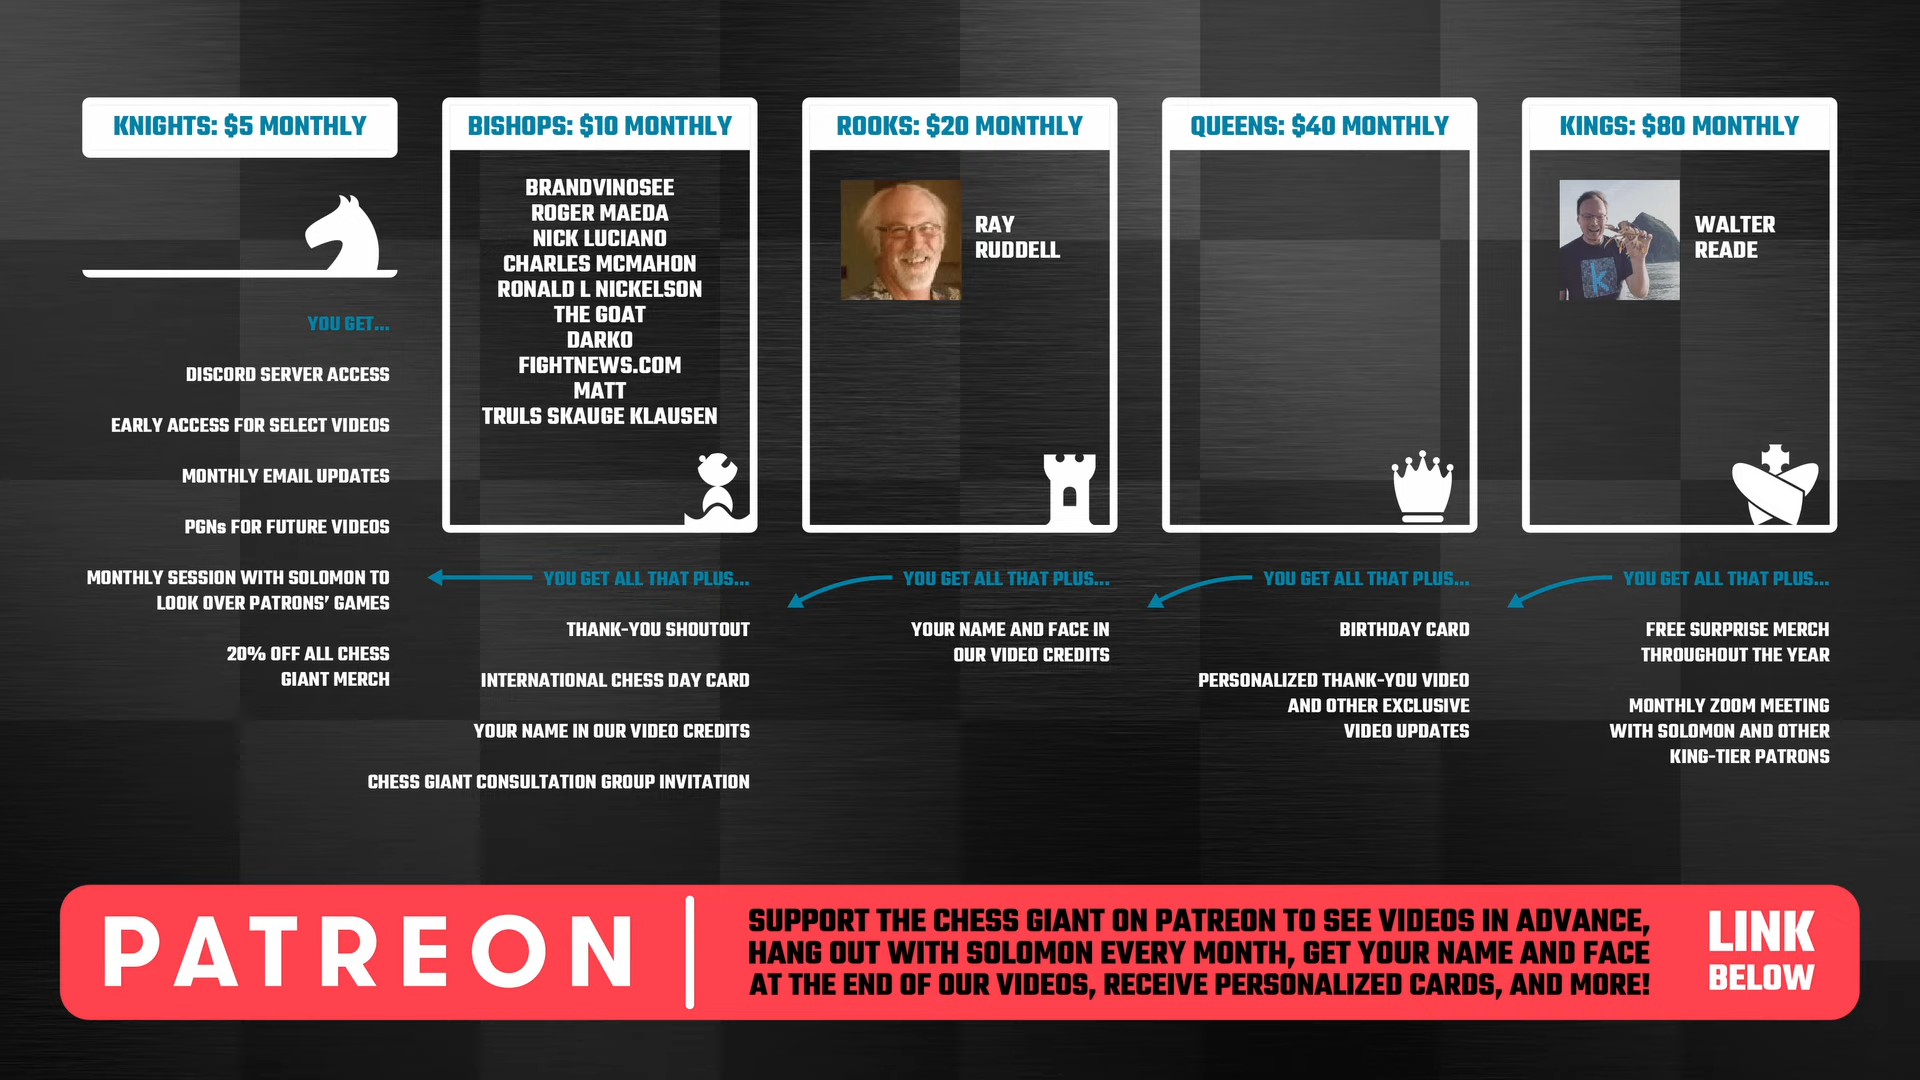 KNIGHTS: $5 MONTHLY
YOU GET...
DISCORD SERVER ACCESS
EARLY ACCESS FOR SELECT VIDEOS
MONTHLY EMAIL UPDATES
PGNs FOR FUTURE VIDEOS
MONTHLY SESSION WITH SOLOMON TO
LOOK OVER PATRONS' GAMES
20% OFF ALL CHESS
GIANT MERCH
BISHOPS: $10 MONTHLY
BRANDVINOSEE
ROGER MAEDA
NICK LUCIANO
CHARLES MCMAHON
RONALD L NICKELSON
THE GOAT
DARKO
FIGHTNEWS.COM
MATT
TRULS SKAUGE KLAUSEN
YOU GET ALL THAT PLUS...
THANK-YOU SHOUTOUT
INTERNATIONAL CHESS DAY CARD
YOUR NAME IN OUR VIDEO CREDITS
CHESS GIANT CONSULTATION GROUP INVITATION
ROOKS: $20 MONTHLY
RAY
RUDDELL
YOU GET ALL THAT PLUS...
YOUR NAME AND FACE IN
OUR VIDEO CREDITS
QUEENS: $40 MONTHLY
YOU GET ALL THAT PLUS...
BIRTHDAY CARD
PERSONALIZED THANK-YOU VIDEO
AND OTHER EXCLUSIVE
VIDEO UPDATES
KINGS: $80 MONTHLY
k
WALTER
READE
YOU GET ALL THAT PLUS...
FREE SURPRISE MERCH
THROUGHOUT THE YEAR
MONTHLY ZOOM MEETING
WITH SOLOMON AND OTHER
KING-TIER PATRONS
PATREON
SUPPORT THE CHESS GIANT ON PATREON TO SEE VIDEOS IN ADVANCE,
HANG OUT WITH SOLOMON EVERY MONTH, GET YOUR NAME AND FACE
AT THE END OF OUR VIDEOS, RECEIVE PERSONALIZED CARDS, AND MORE!
LINK
BELOW